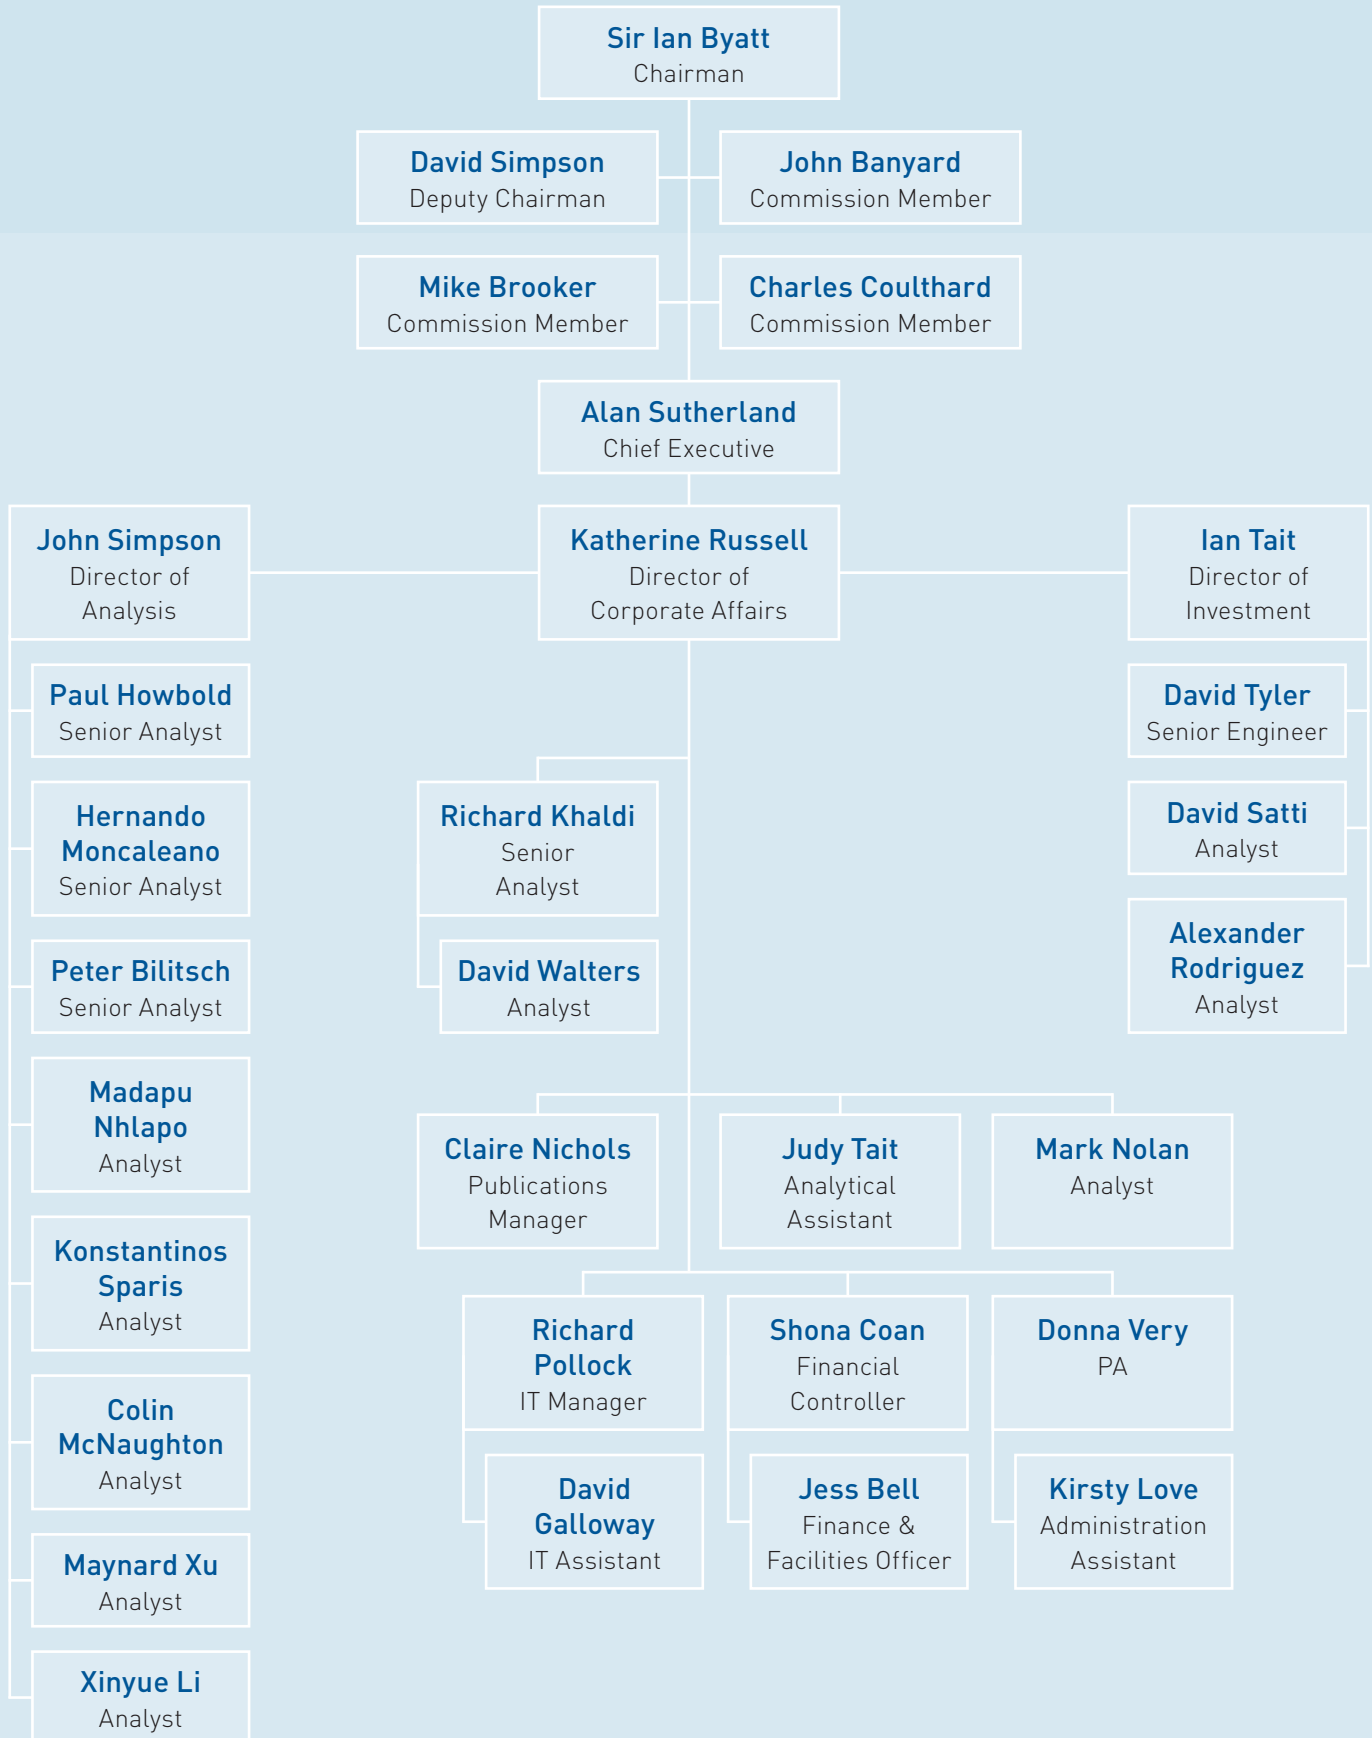 Sir Ian Byatt
Chairman
David Simpson
Deputy Chairman
John Banyard
Commission Member
Mike Brooker
Commission Member
Charles Coulthard
Commission Member
Alan Sutherland
Chief Executive
John Simpson
Director of
Analysis
Katherine Russell
Director of
Corporate Affairs
Ian Tait
Director of
Investment
Paul Howbold
Senior Analyst
Hernando
Moncaleano
Senior Analyst
Peter Bilitsch
Senior Analyst
Madapu
Nhlapo
Analyst
Konstantinos
Sparis
Analyst
Colin
McNaughton
Analyst
Maynard Xu
Analyst
Xinyue Li
Analyst
Richard Khaldi
Senior
Analyst
David Walters
Analyst
Claire Nichols
Publications
Manager
Judy Tait
Analytical
Assistant
Mark Nolan
Analyst
Richard
Pollock
IT Manager
David
Galloway
IT Assistant
Shona Coan
Financial
Controller
Jess Bell
Finance &
Facilities Officer
Donna Very
PA
Kirsty Love
Administration
Assistant
David Tyler
Senior Engineer
David Satti
Analyst
Alexander
Rodriguez
Analyst